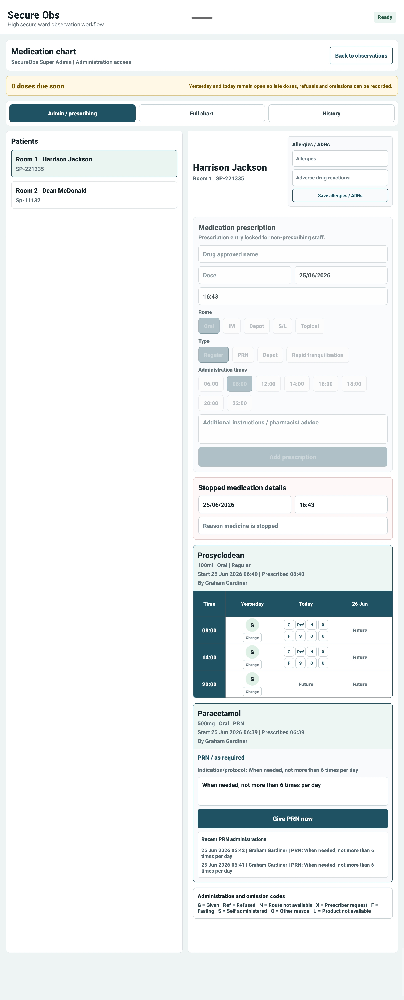 Secure Obs
High secure ward observation workflow
Ready
Medication chart
SecureObs Super Admin | Administration access
Back to observations
0 doses due soon
Yesterday and today remain open so late doses, refusals and omissions can be recorded.
Admin / prescribing
Full chart
History
Patients
Room 1 | Harrison Jackson
SP-221335
Room 2 | Dean McDonald
Sp-11132
Harrison Jackson
Room 1 | SP-221335
Allergies / ADRs
Allergies
Adverse drug reactions
Save allergies / ADRs
Medication prescription
Prescription entry locked for non-prescribing staff.
Drug approved name
Dose
25/06/2026
16:43
Route
Oral IM Depot S/L Topical
Type
Regular PRN Depot Rapid tranquilisation
Administration times
06:00 08:00 12:00 14:00 16:00 18:00
20:00 22:00
Additional instructions / pharmacist advice
Add prescription
Stopped medication details
25/06/2026 16:43
Reason medicine is stopped
Prosyclodean
100ml | Oral | Regular
Start 25 Jun 2026 06:40 | Prescribed 06:40
By Graham Gardiner
Time Yesterday Today 26 Jun
08:00
G
Change
G Ref N X
F S O U
Future
14:00
G
Change
G Ref N X
F S O U
Future
20:00
G
Change
Future
Future
Paracetamol
500mg | Oral | PRN
Start 25 Jun 2026 06:39 | Prescribed 06:39
By Graham Gardiner
PRN / as required
Indication/protocol: When needed, not more than 6 times per day
When needed, not more than 6 times per day
Give PRN now
Recent PRN administrations
25 Jun 2026 06:42 | Graham Gardiner | PRN: When needed, not more than 6
times per day
25 Jun 2026 06:41 | Graham Gardiner | PRN: When needed, not more than 6
times per day
Administration and omission codes
G = Given Ref = Refused N = Route not available X = Prescriber request F =
Fasting S = Self administered O = Other reason U = Product not available